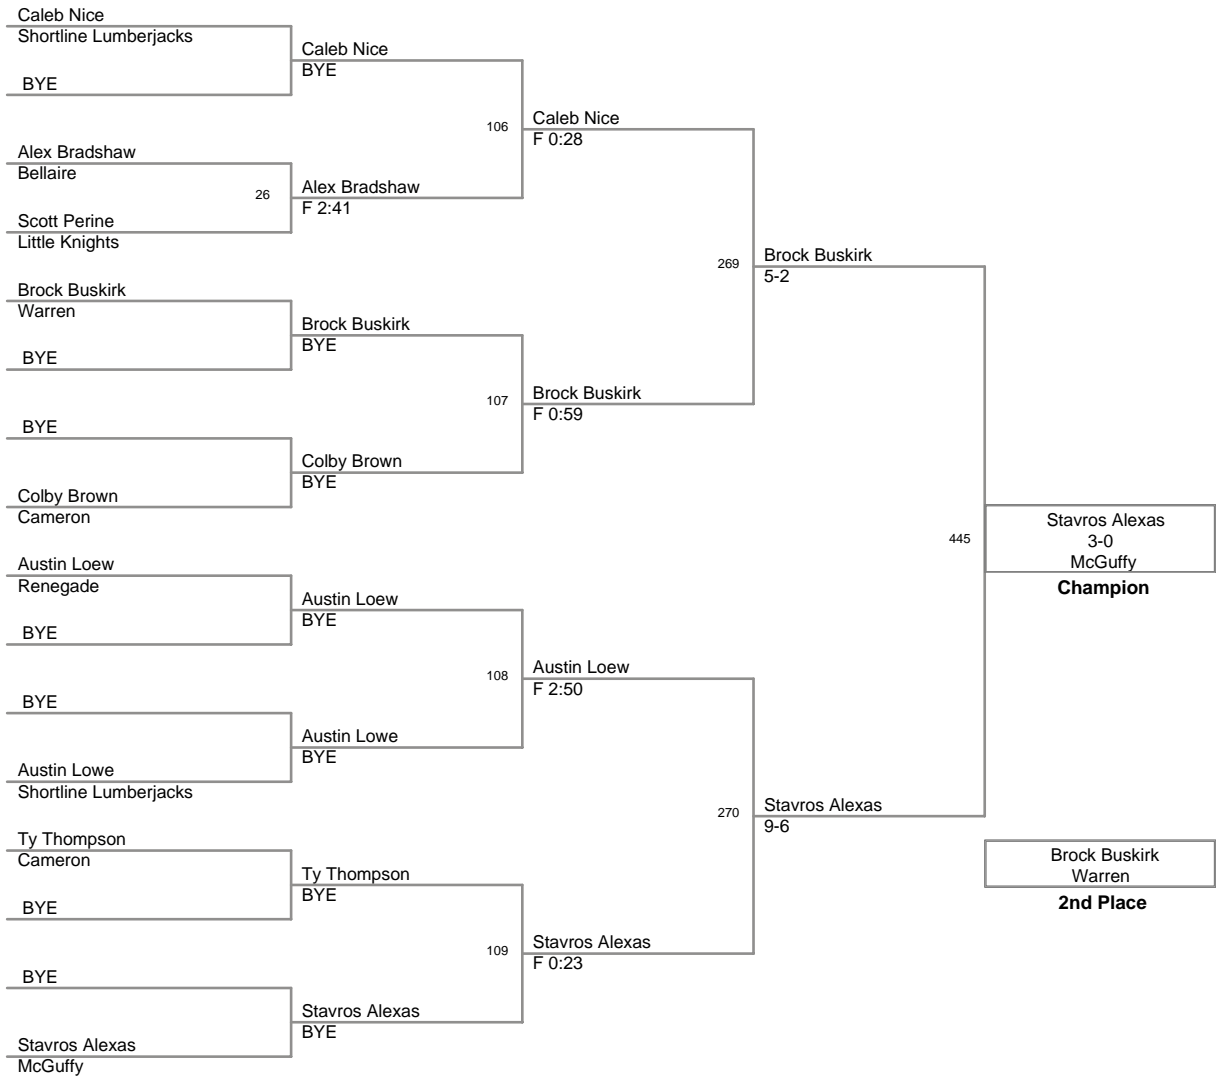 Caleb Nice
Shortline Lumberjacks
BYE
Alex Bradshaw
Bellaire
26
Scott Perine
Little Knights
Brock Buskirk
Warren
BYE
BYE
Colby Brown
Cameron
Austin Loew
Renegade
BYE
BYE
Austin Lowe
Shortline Lumberjacks
Ty Thompson
Cameron
BYE
BYE
Stavros Alexas
McGuffy
Caleb Nice
BYE
106
Alex Bradshaw
F 2:41
Brock Buskirk
BYE
107
Colby Brown
BYE
Austin Loew
BYE
108
Austin Lowe
BYE
Ty Thompson
BYE
109
Stavros Alexas
BYE
Caleb Nice
F 0:28
269
Brock Buskirk
F 0:59
Austin Loew
F 2:50
270
Stavros Alexas
F 0:23
Brock Buskirk
5-2
445
Stavros Alexas
9-6
Stavros Alexas
3-0
McGuffy
Champion
Brock Buskirk
Warren
2nd Place